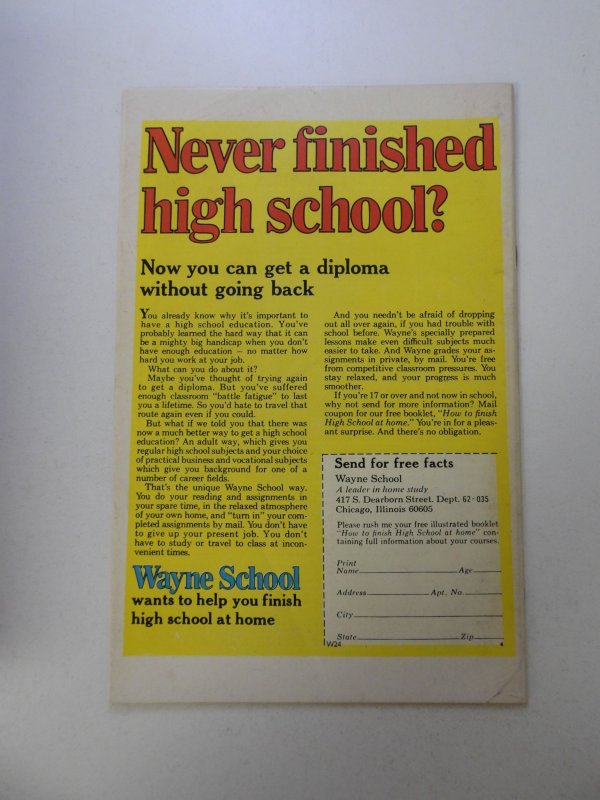 Never finished
high school?
Now you can get a diploma
without going back
You already know why it's important to
have a high school education. You've
probably learned the hard way that it can
be a mighty big handicap when you don't
have enough education — no matter how
hard you work at your job.
What can you do about it?
Maybe you've thought of trying again
to get a diploma. But you've suffered
enough classroom "battle fatigue" to last
you a lifetime. So you'd hate to travel that
route again even if you could.
But what if we told you that there was
now a much better way to get a high school
education? An adult way, which gives you
regular high school subjects and your choice
of practical business and vocational subjects
which give you background for one of a
number of career fields.
That's the unique Wayne School way.
You do your reading and assignments in
your spare time, in the relaxed atmosphere
of your own home, and "turn in" your com-
pleted assignments by mail. You don't have
to give up your present job. You don't
have to study or travel to class at incon-
venient times.
Wayne School
wants to help you finish
high school at home
And you needn't be afraid of dropping
out all over again, if you had trouble with
school before. Wayne's specially prepared
lessons make even difficult subjects much
easier to take. And Wayne grades your as-
signments in private, by mail. You're free
from competitive classroom pressures. You
stay relaxed, and your progress is much
smoother.
If you're 17 or over and not now in school,
why not send for more information? Mail
coupon for our free booklet, "How to finish
High School at home." You're in for a pleas-
ant surprise. And there's no obligation.
Send for free facts
Wayne School
A leader in home study
417 S. Dearborn Street. Dept. 62-035
Chicago, Illinois 60605
Please rush me your free illustrated booklet
"How to finish High School at home" con-
taining full information about your courses.
Print
Name Age
Address Apt. No.
City
State Zip
W24 4